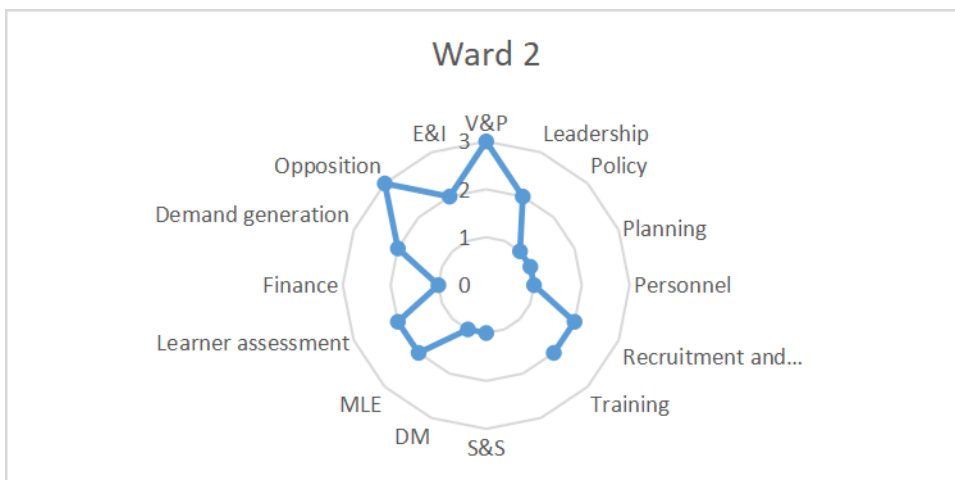 Ward 2
V&P
E&I
Leadership
Opposition
Policy
Demand generation
Planning
Finance
Personnel
Learner assessment
Recruitment and...
MLE
Training
DM
S&S
3
2
1
0